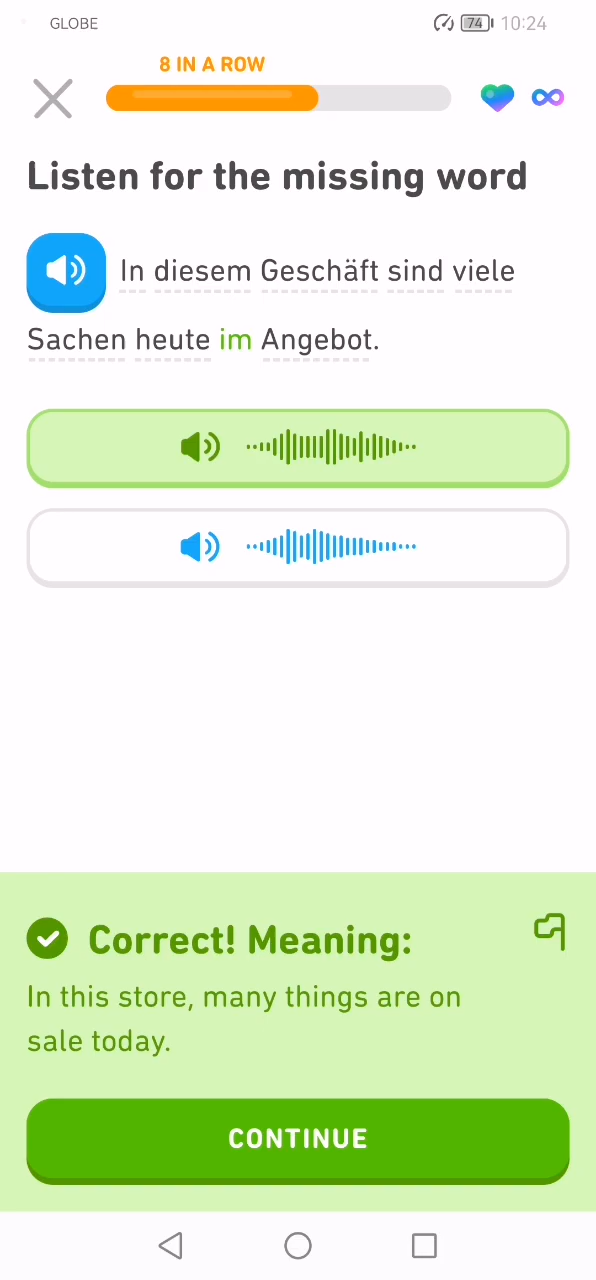 GLOBE 74 10:24
8 IN A ROW
Listen for the missing word
In diesem Geschäft sind viele
Sachen heute im Angebot.
Correct! Meaning:
In this store, many things are on
sale today.
CONTINUE